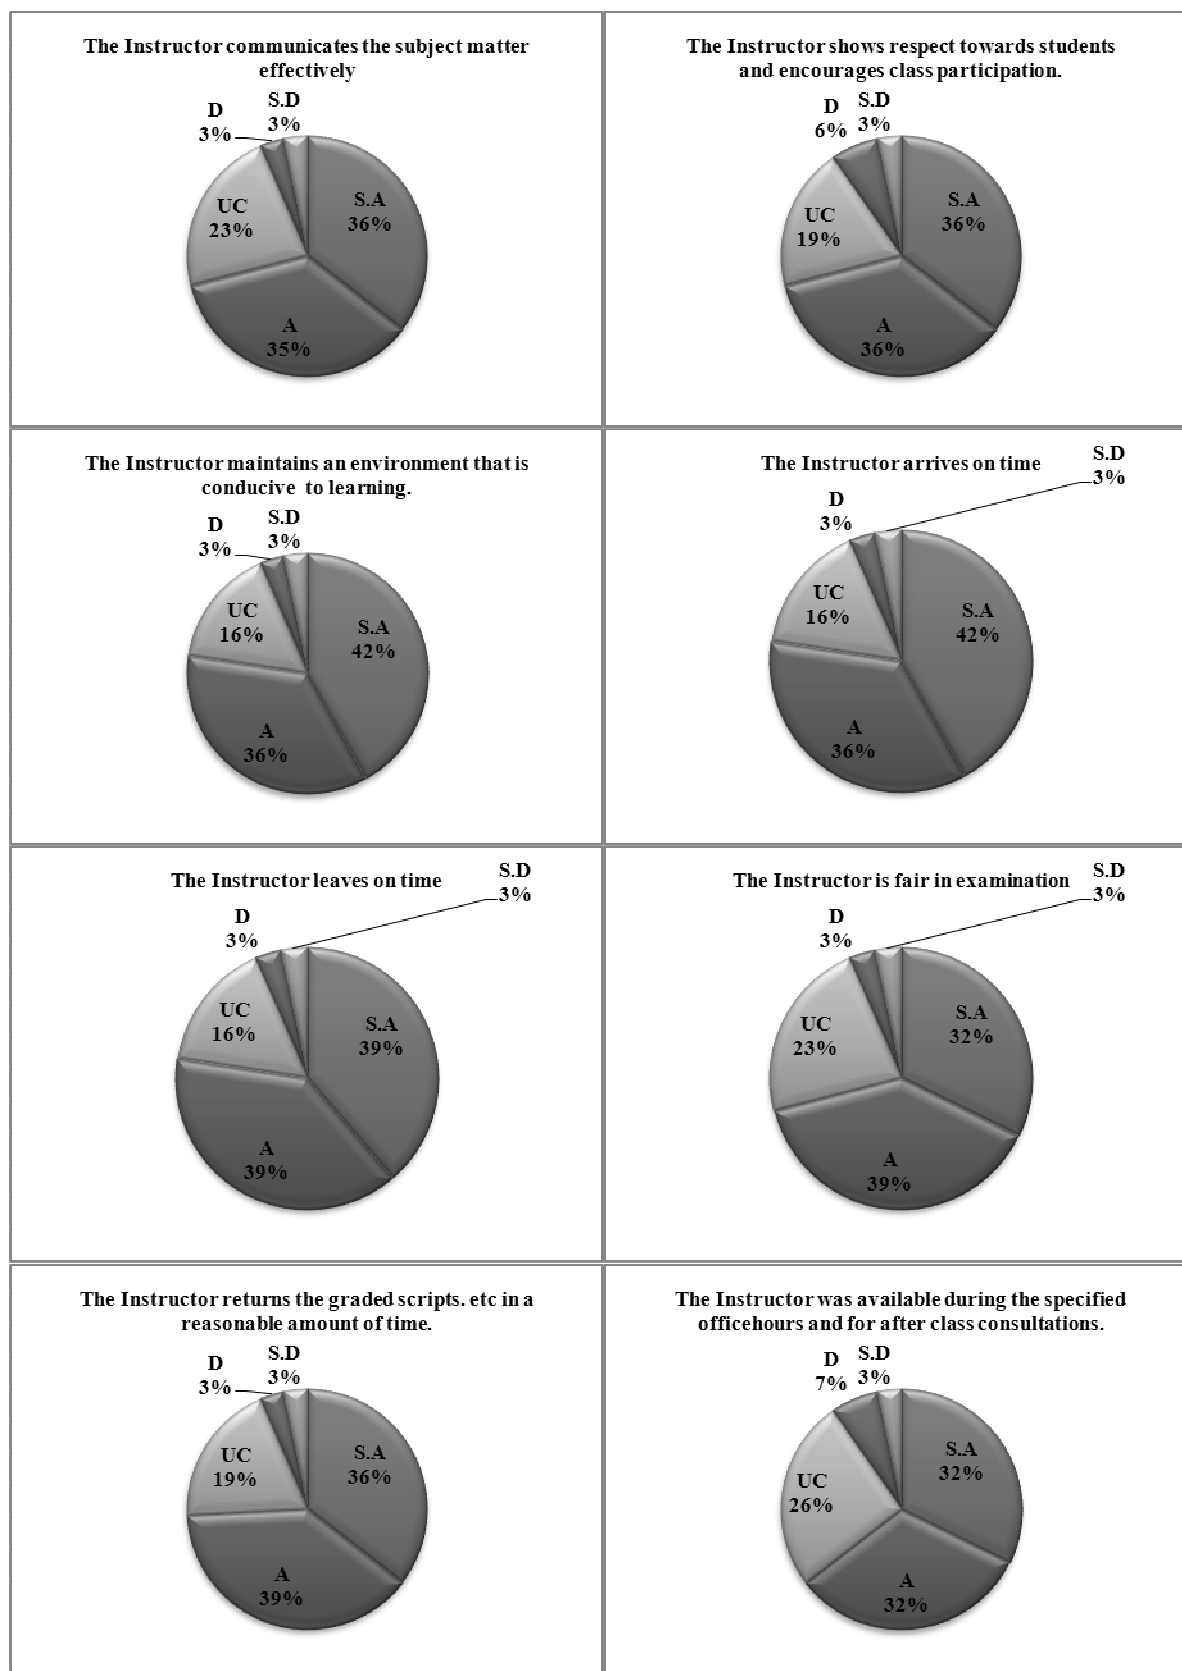 The Instructor communicates the subject matter
effectively
D
3%
S.D
3%
S.A
36%
UC
23%
A
35%
The Instructor shows respect towards students
and encourages class participation.
D
6%
S.D
3%
S.A
36%
UC
19%
A
36%
The Instructor maintains an environment that is
conducive to learning.
D
3%
S.D
3%
UC
16%
S.A
42%
A
36%
The Instructor arrives on time
S.D
3%
D
3%
UC
16%
S.A
42%
A
36%
The Instructor leaves on time
S.D
3%
D
3%
UC
16%
S.A
39%
A
39%
The Instructor is fair in examination
S.D
3%
D
3%
UC
23%
S.A
32%
A
39%
The Instructor returns the graded scripts. etc in a
reasonable amount of time.
D
3%
S.D
3%
UC
19%
S.A
36%
A
39%
The Instructor was available during the specified
officehours and for after class consultations.
D
7%
S.D
3%
S.A
32%
UC
26%
A
32%